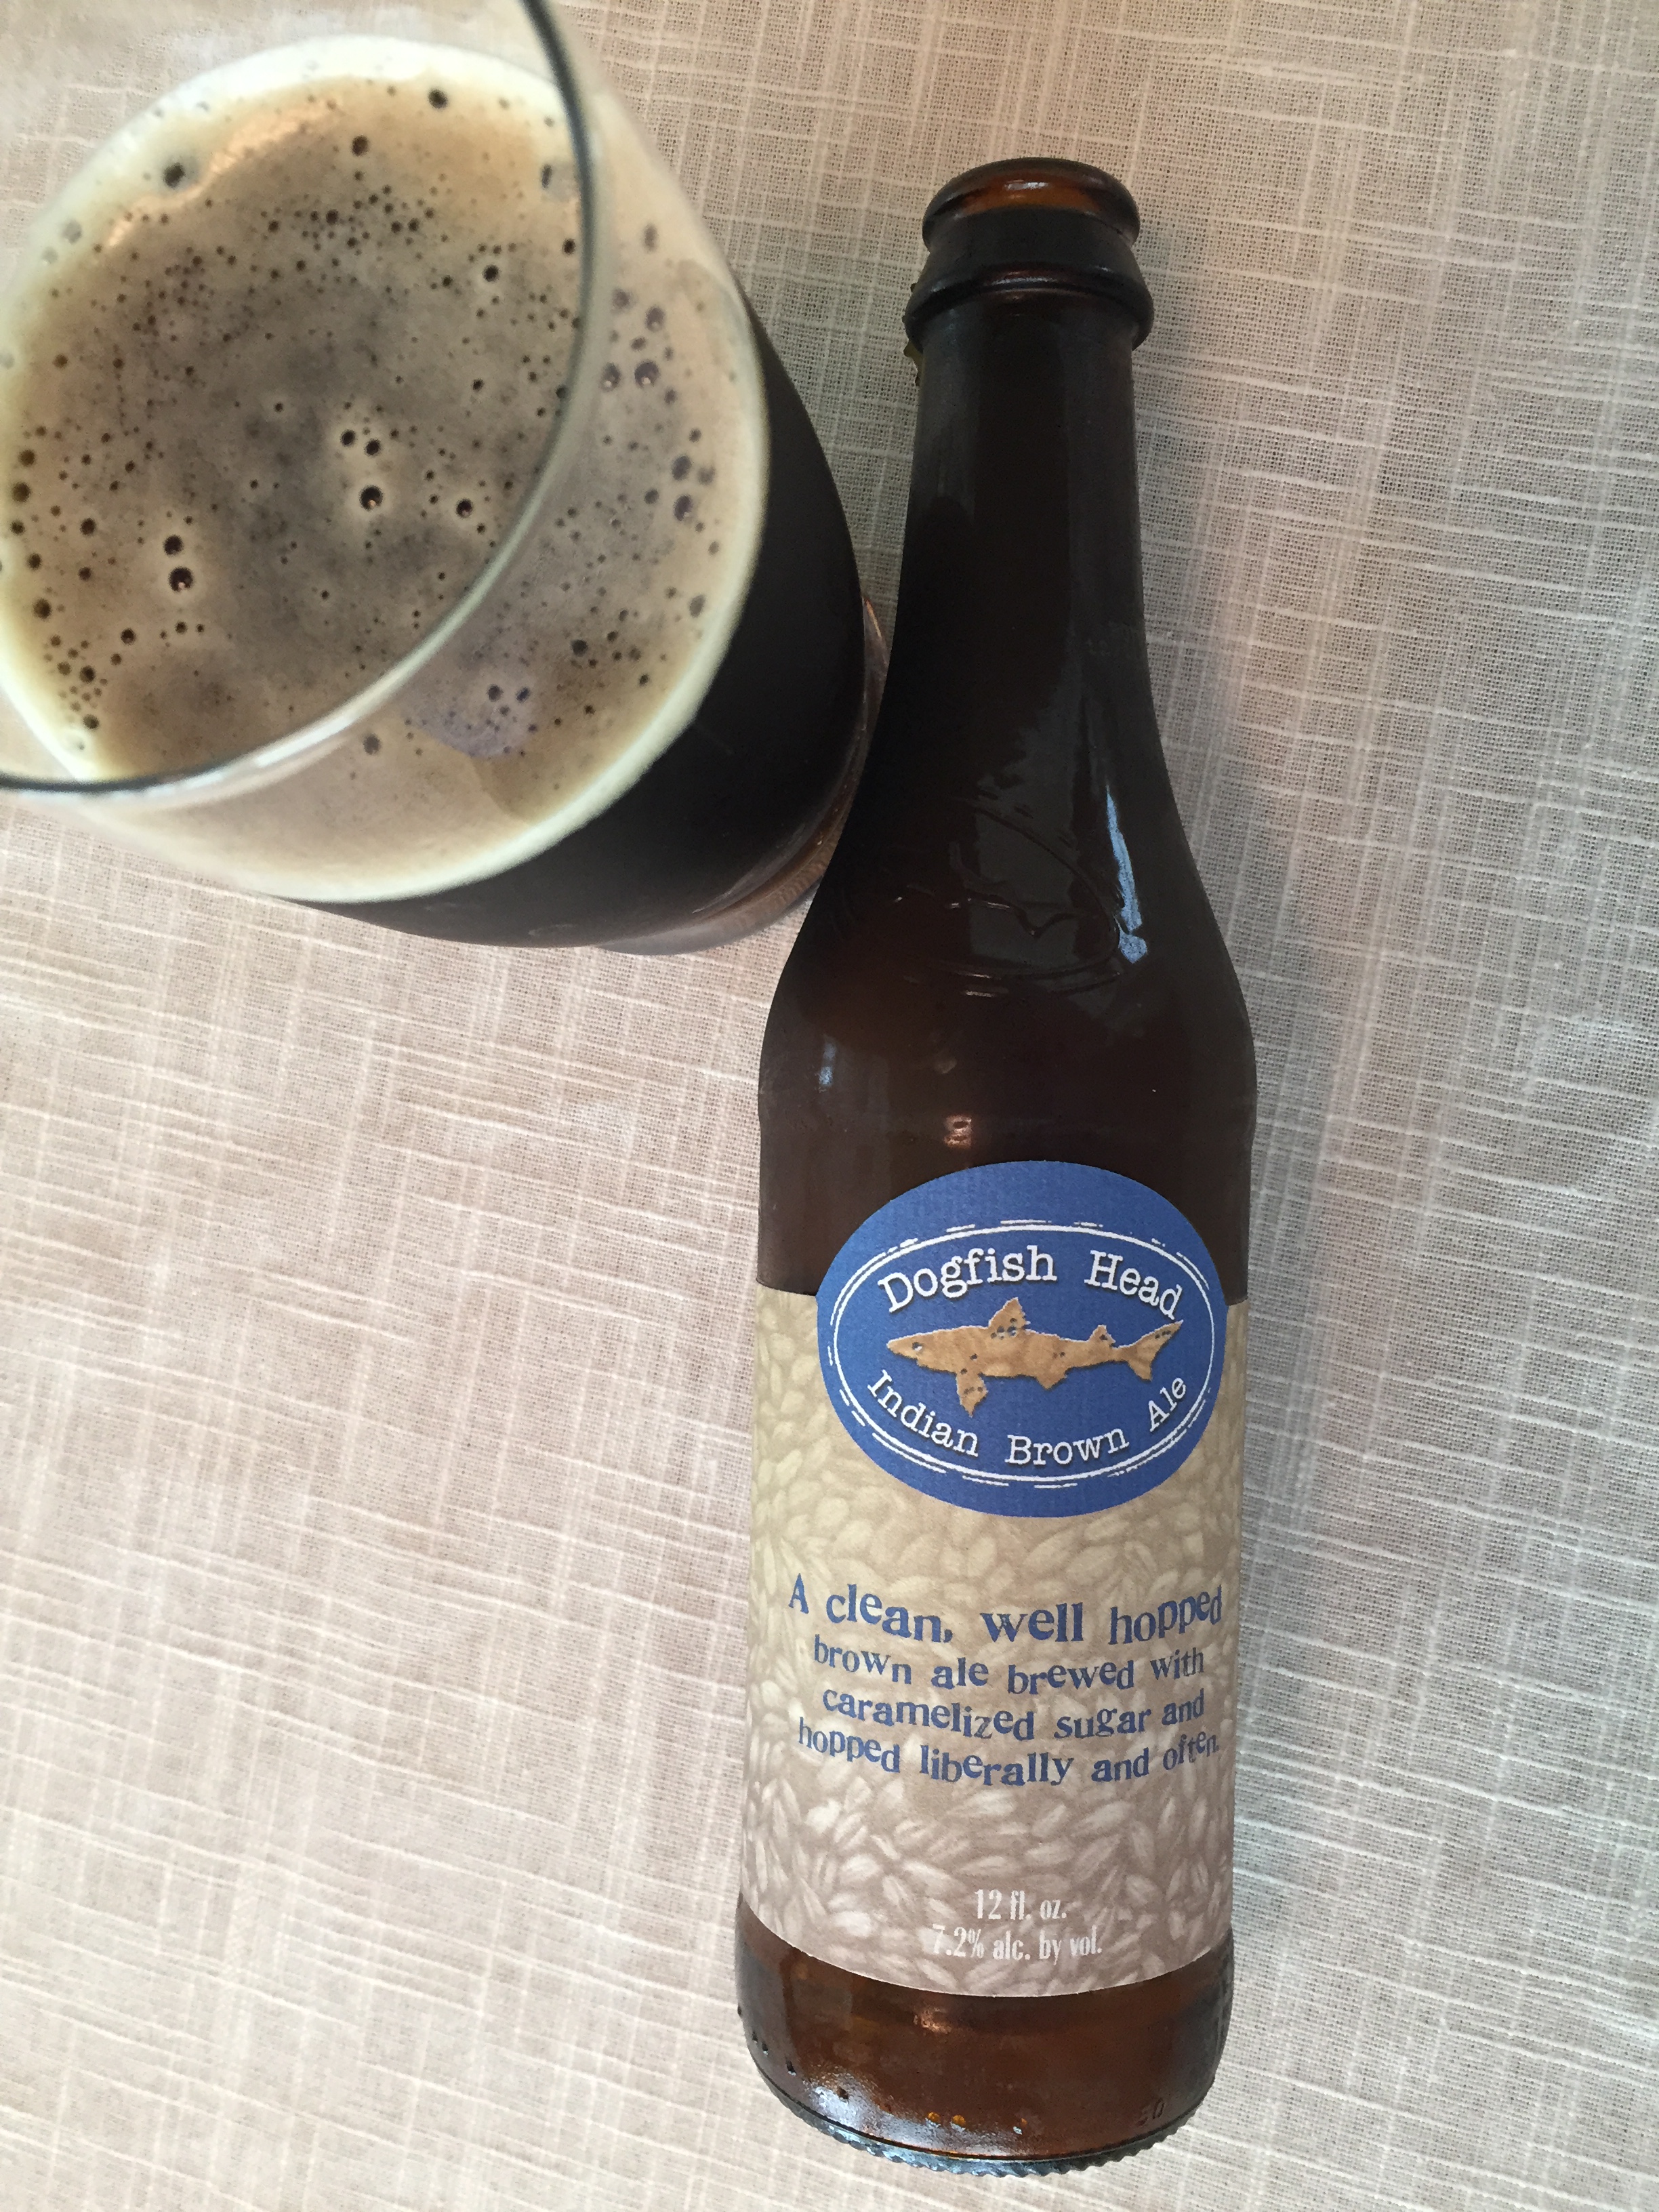 Dogfish Head
Indian Brown Ale
A clean, well hopped
brown ale brewed with
caramelized sugar and
hopped liberally and often.
12 fl. oz.
7.2% alc. by vol.